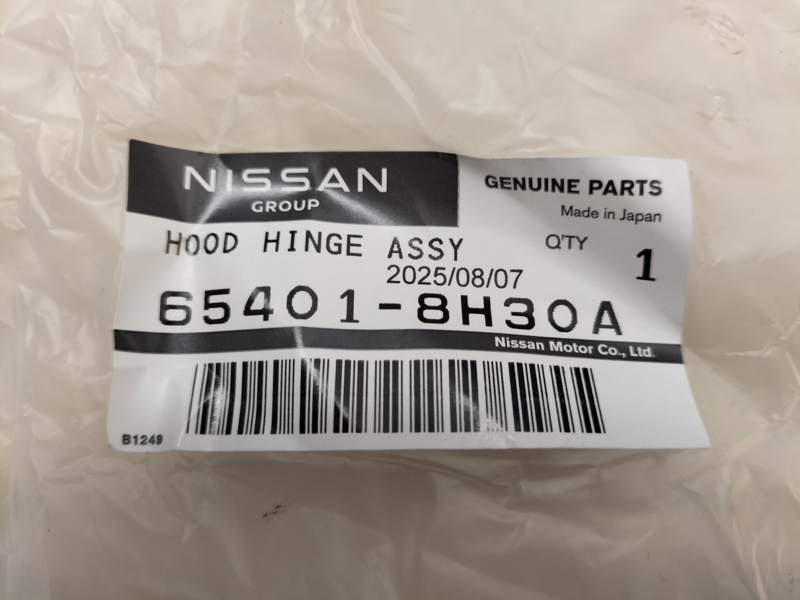 NISSAN
GROUP
GENUINE PARTS
Made in Japan
HOOD HINGE ASSY
Q'TY
1
2025/08/07
65401-8H30A
Nissan Motor Co., Ltd.
B1249